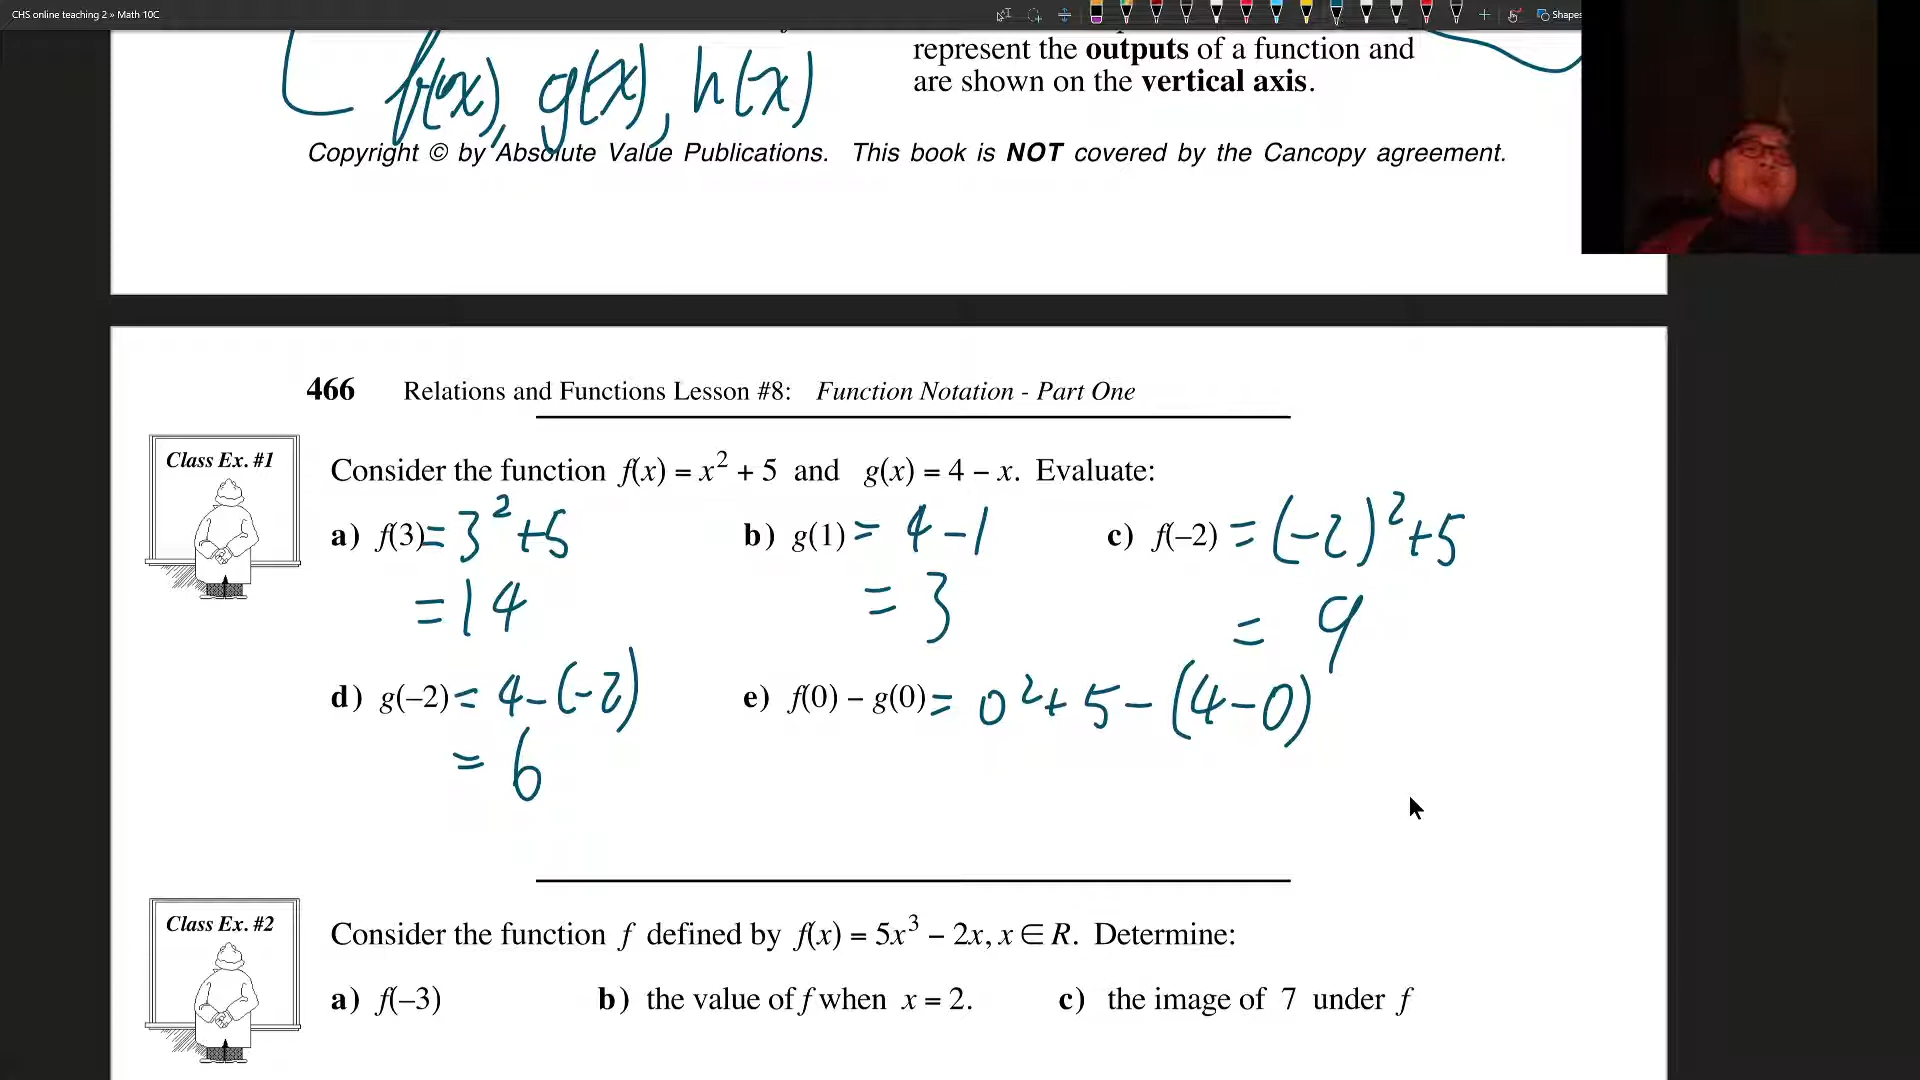 CHS online teaching 2 » Math 10C
Shapes
represent the outputs of a function and
are shown on the vertical axis.
f(x), g(x), h(x)
Copyright © by Absolute Value Publications. This book is NOT covered by the Cancopy agreement.
466 Relations and Functions Lesson #8: Function Notation - Part One
Class Ex. #1
Consider the function f(x) = x² + 5 and g(x) = 4 – x. Evaluate:
a) f(3) = 3² + 5 b) g(1) = 4 - 1 c) f(–2) = (-2)² + 5
= 14 = 3 = 9
d) g(–2) = 4 - (-2) e) f(0) – g(0) = 0² + 5 - (4 - 0)
= 6
Class Ex. #2
Consider the function f defined by f(x) = 5x³ – 2x, x ∈ R. Determine:
a) f(–3) b) the value of f when x = 2. c) the image of 7 under f